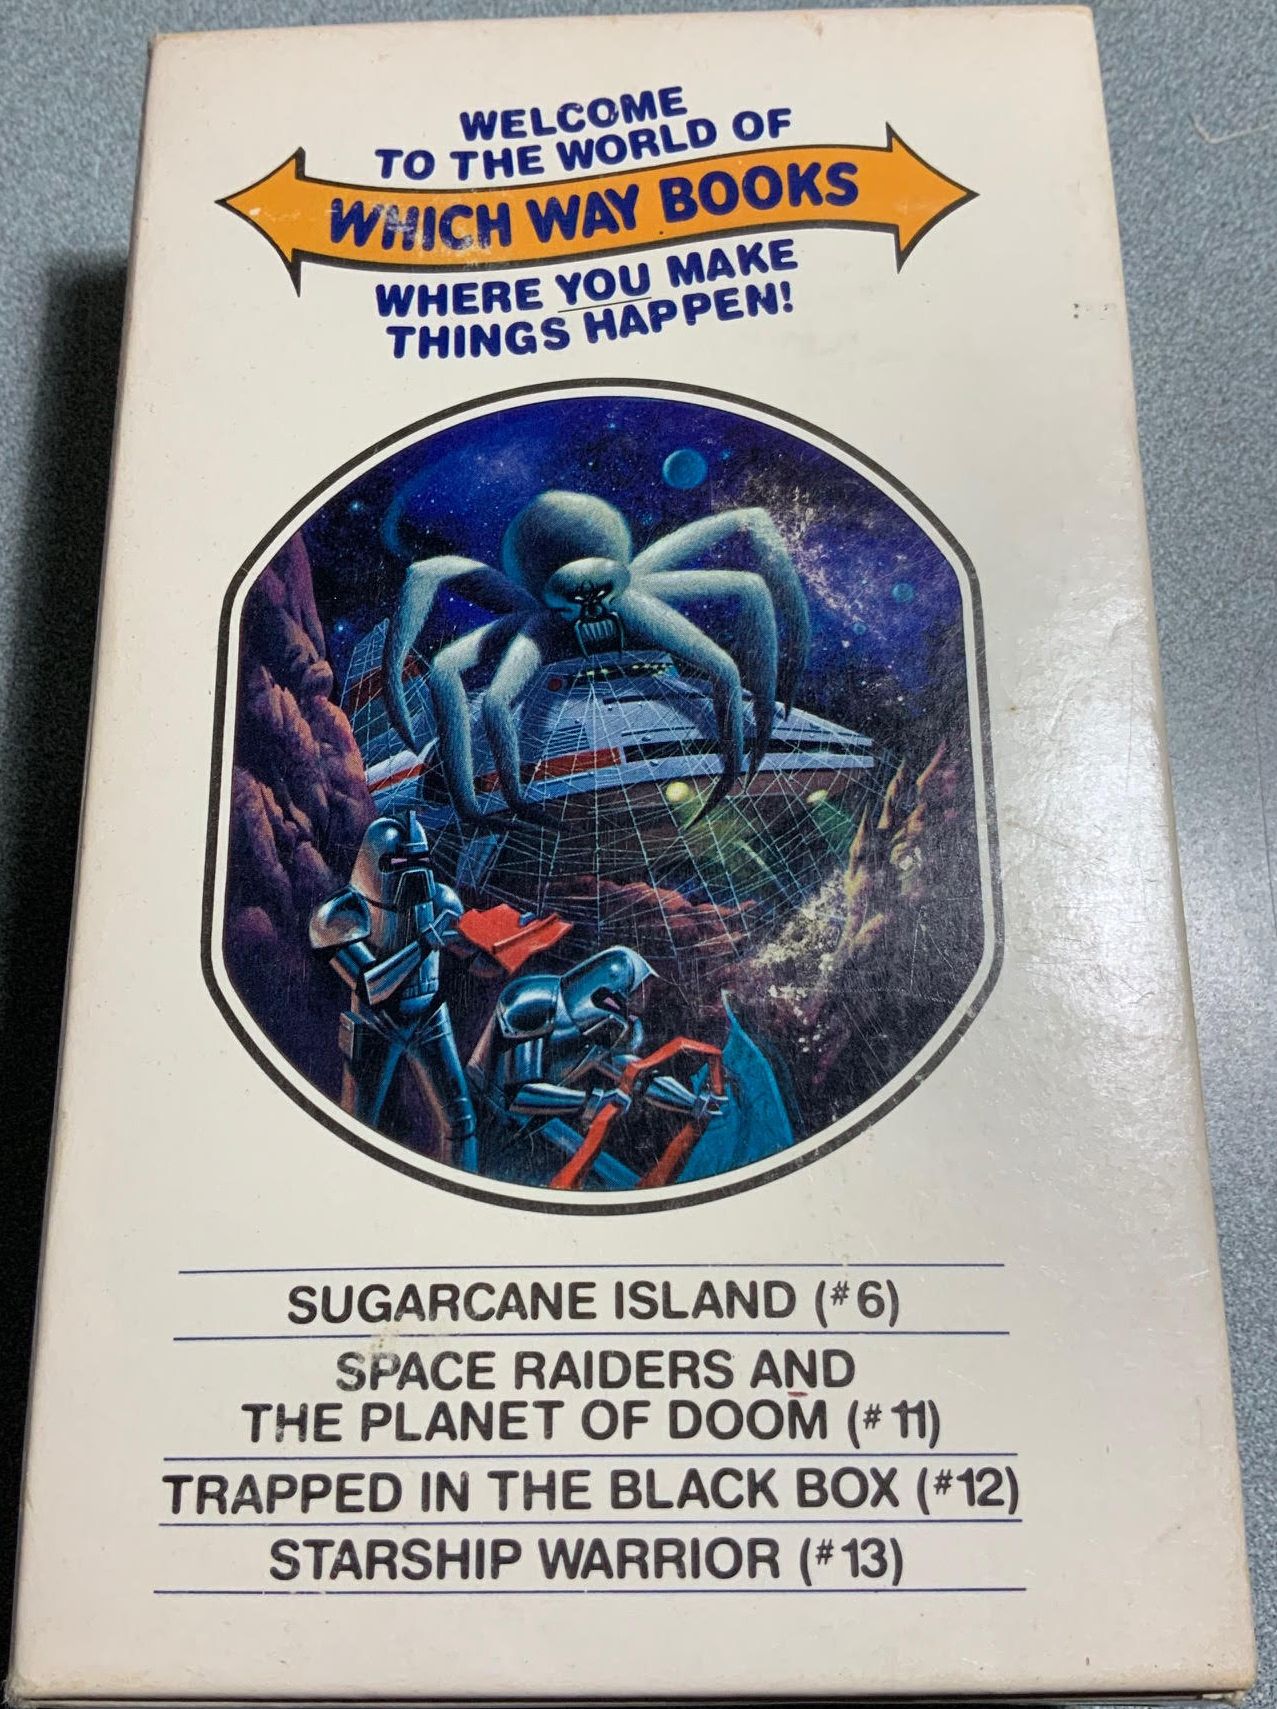 WELCOME
TO THE WORLD OF
WHICH WAY BOOKS
WHERE YOU MAKE
THINGS HAPPEN!
SUGARCANE ISLAND (#6)
SPACE RAIDERS AND
THE PLANET OF DOOM (#11)
TRAPPED IN THE BLACK BOX (#12)
STARSHIP WARRIOR (#13)